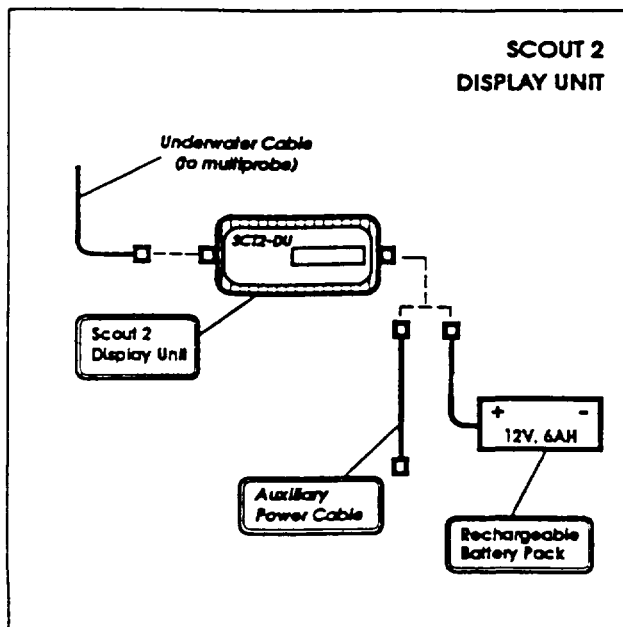 SCOUT 2
DISPLAY UNIT
Underwater Cable
(to multiprobe)
SCT2-DU
Scout 2
Display Unit
+ -
12V, 6AH
Auxiliary
Power Cable
Rechargeable
Battery Pack